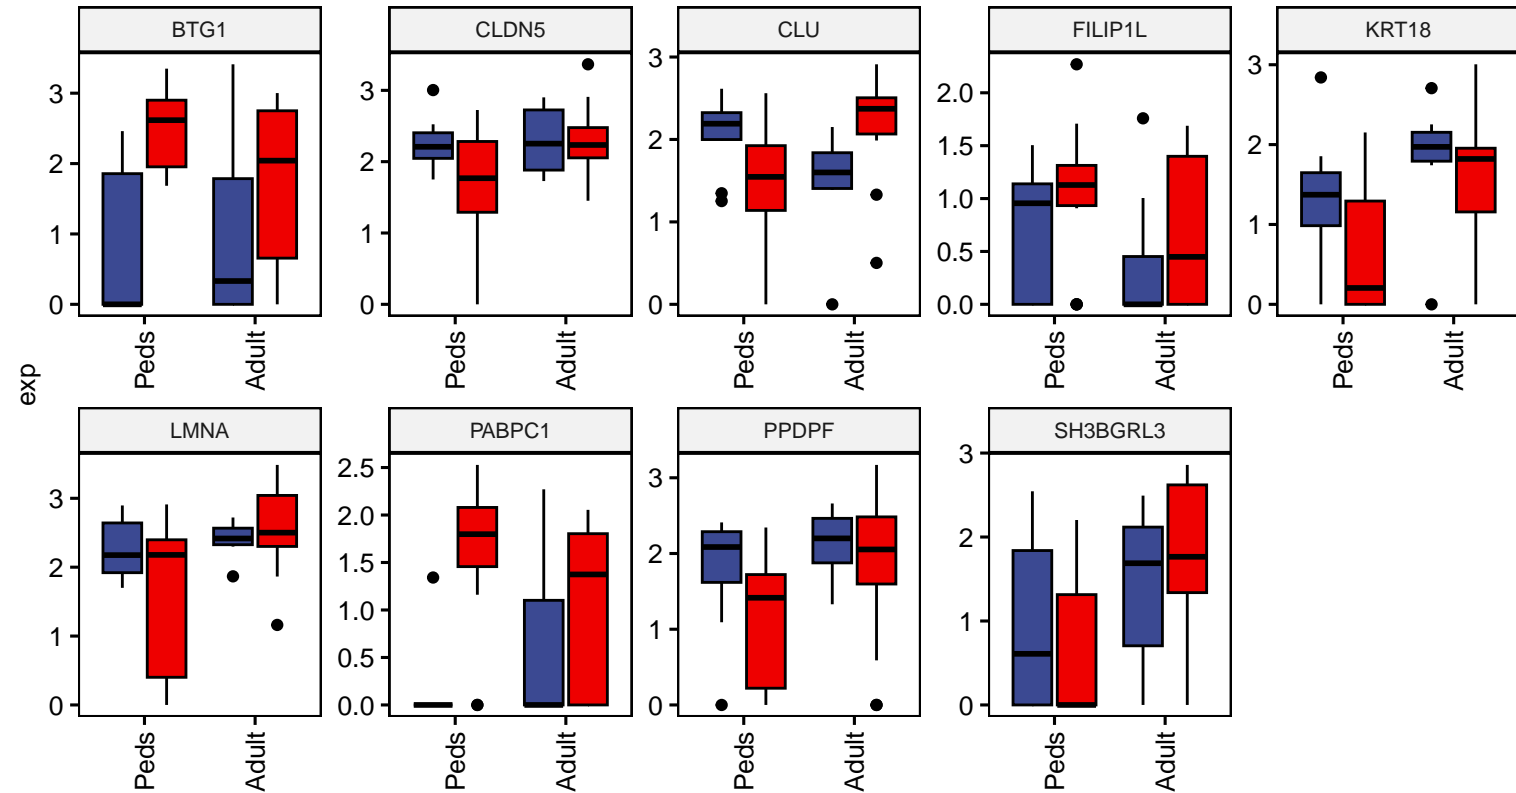 BTG1 CLDN5 CLU FILIP1L KRT18
3 2 1 0
3 2 1 0
3 2 1 0
2.0 1.5 1.0 0.5 0.0
3 2 1 0
Peds Adult Peds Adult Peds Adult Peds Adult Peds Adult
exp
LMNA PABPC1 PPDPF SH3BGRL3
3 2 1 0
2.5 2.0 1.5 1.0 0.5 0.0
3 2 1 0
3 2 1 0
Peds Adult Peds Adult Peds Adult Peds Adult